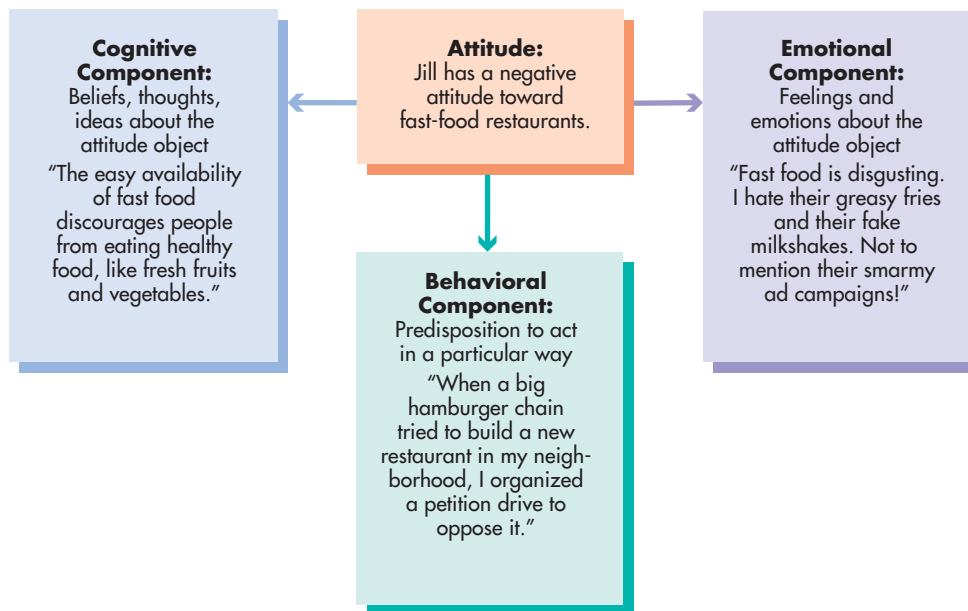 Cognitive
Component:
Beliefs, thoughts,
ideas about the
attitude object
“The easy availability
of fast food
discourages people
from eating healthy
food, like fresh fruits
and vegetables.”
Attitude:
Jill has a negative
attitude toward
fast-food restaurants.
Emotional
Component:
Feelings and
emotions about the
attitude object
“Fast food is disgusting.
I hate their greasy fries
and their fake
milkshakes. Not to
mention their smarmy
ad campaigns!”
Behavioral
Component:
Predisposition to act
in a particular way
“When a big
hamburger chain
tried to build a new
restaurant in my neigh-
borhood, I organized
a petition drive to
oppose it.”